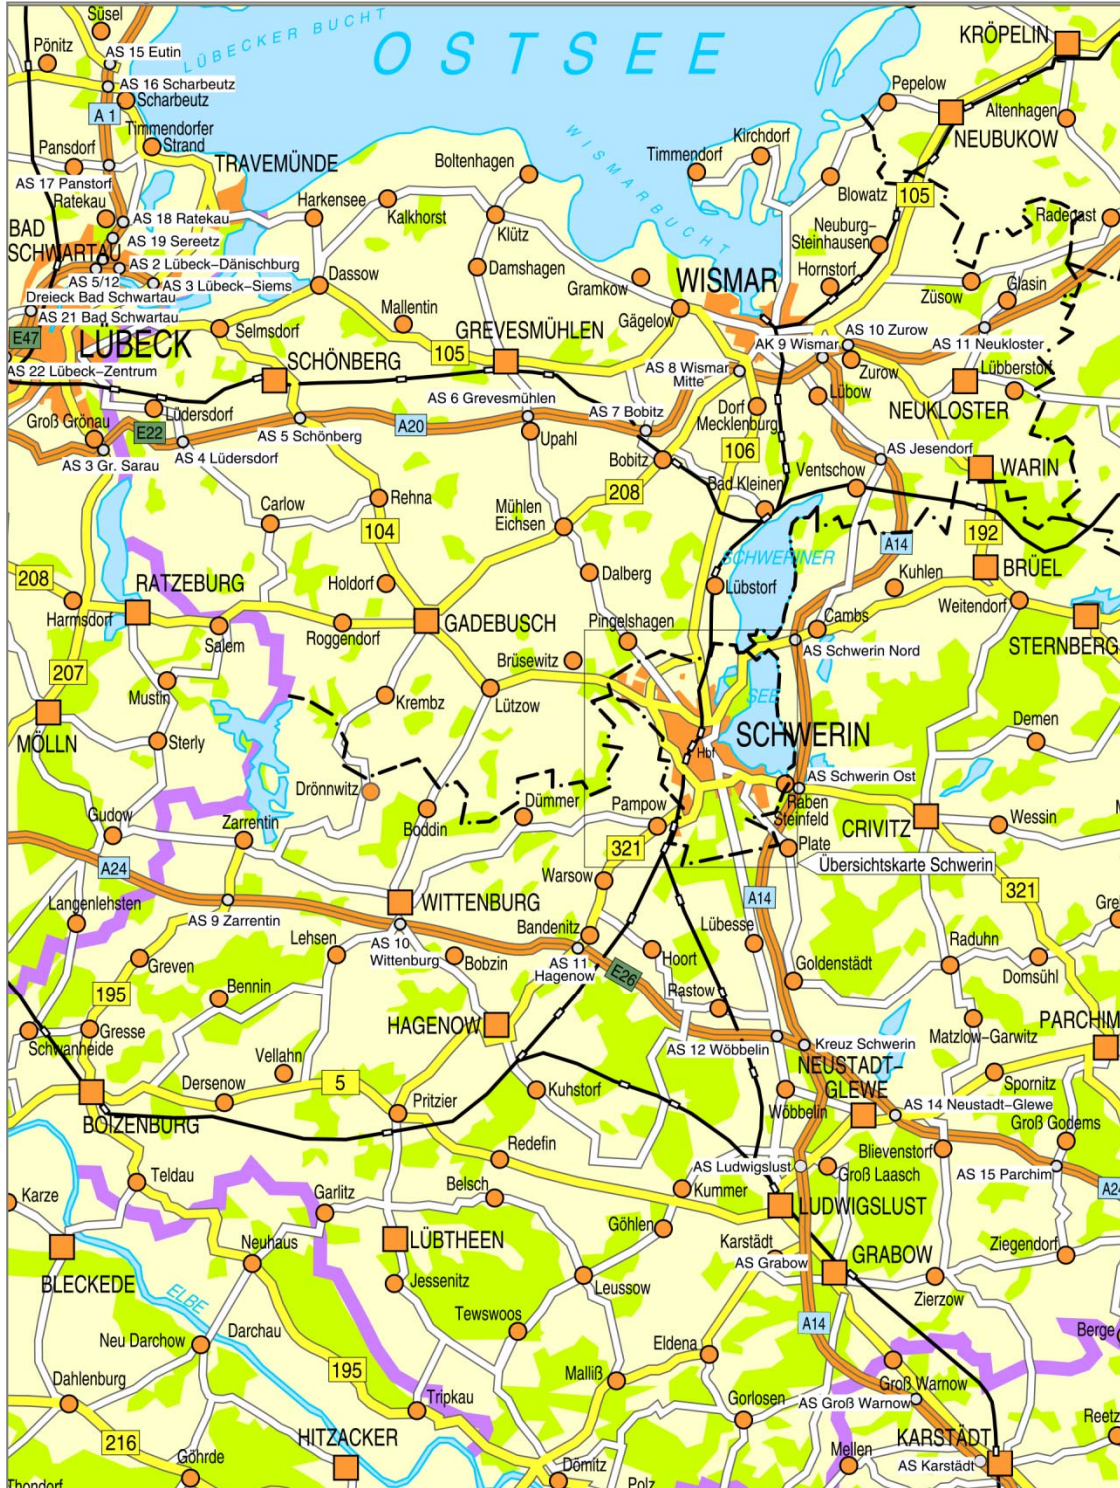 Süsel
Pönitz
AS 15 Eutin
LÜBECKER BUCHT
OSTSEE
KRÖPELIN
AS 16 Scharbeutz
Scharbeutz
A 1
Pepelow
Altenhagen
NEUBUKOW
Timmendorfer
Strand
Pansdorf
AS 17 Panstorf
TRAVEMÜNDE
Boltenhagen
WISMARBUCHT
Timmendorf
Kirchdorf
Blowatz
105
Radegast
Ratekau
AS 18 Ratekau
Harkensee
Kalkhorst
Klütz
Neuburg-
Steinhausen
BAD
SCHWARTAU
AS 19 Sereetz
AS 2 Lübeck-Dänischburg
AS 5/12
AS 3 Lübeck-Siems
Dreieck Bad Schwartau
AS 21 Bad Schwartau
Dassow
Damshagen
Gramkow
WISMAR
Hornstorf
Züsow
Glasin
Mallentin
Gägelow
E47
LÜBECK
Selmsdorf
SCHÖNBERG
105
GREVESMÜHLEN
AS 10 Zurow
AK 9 Wismar
AS 11 Neukloster
AS 22 Lübeck-Zentrum
AS 8 Wismar
Mitte
Zurow
Lübow
Lübberstorf
NEUKLOSTER
Lüdersdorf
Groß Grönau
E22
AS 6 Grevesmühlen
AS 7 Bobitz
Dorf
Mecklenburg
AS 3 Gr. Sarau
AS 4 Lüdersdorf
AS 5 Schönberg
A20
Upahl
106
AS Jesendorf
Bobitz
Ventschow
WARIN
Bad Kleinen
208
Rehna
Carlow
Mühlen
Eichsen
104
192
A14
SCHWERINER
SEE
BRÜEL
208
RATZEBURG
Holdorf
Dalberg
Lübstorf
Kuhlen
Harmsdorf
Weitendorf
Salem
Roggendorf
GADEBUSCH
Pingelshagen
Cambs
STERNBERG
AS Schwerin Nord
207
Brüsewitz
Mustin
Krembz
Lützow
MÖLLN
Sterly
SCHWERIN
Hbf
Demen
Drönnwitz
AS Schwerin Ost
Gudow
Zarrentin
Boddin
Dümmer
Pampow
Raben
Steinfeld
CRIVITZ
Wessin
321
Plate
Übersichtskarte Schwerin
A24
Warsow
WITTENBURG
A14
321
Langenlehsten
AS 9 Zarrentin
Bandenitz
Lübesse
Lehsen
AS 10
Wittenburg
Bobzin
AS 11
Hagenow
Hoort
Raduhn
Domsühl
Greven
E26
Goldenstädt
195
Bennin
Rastow
Gresse
Schwanheide
HAGENOW
Matzlow-Garwitz
PARCHIM
AS 12 Wöbbelin
Kreuz Schwerin
NEUSTADT-
GLEWE
Vellahn
5
Dersenow
Pritzier
Kuhstorf
Wöbbelin
Spornitz
BOIZENBURG
AS 14 Neustadt-Glewe
Groß Godems
Redefin
Blievenstorf
AS Ludwigslust
Groß Laasch
AS 15 Parchim
Teldau
Karze
Garlitz
Belsch
Kummer
A24
LUDWIGSLUST
LÜBTHEEN
Göhlen
Karstädt
AS Grabow
GRABOW
Ziegendorf
BLECKEDE
Neuhaus
Jessenitz
Leussow
Zierzow
ELBE
Tewswoos
Neu Darchow
Darchau
A14
Eldena
Berge
195
Malliß
Groß Warnow
Dahlenburg
Tripkau
Gorlosen
AS Groß Warnow
216
HITZACKER
KARSTÄDT
Göhrde
Dömitz
Mellen
AS Karstädt
Polz